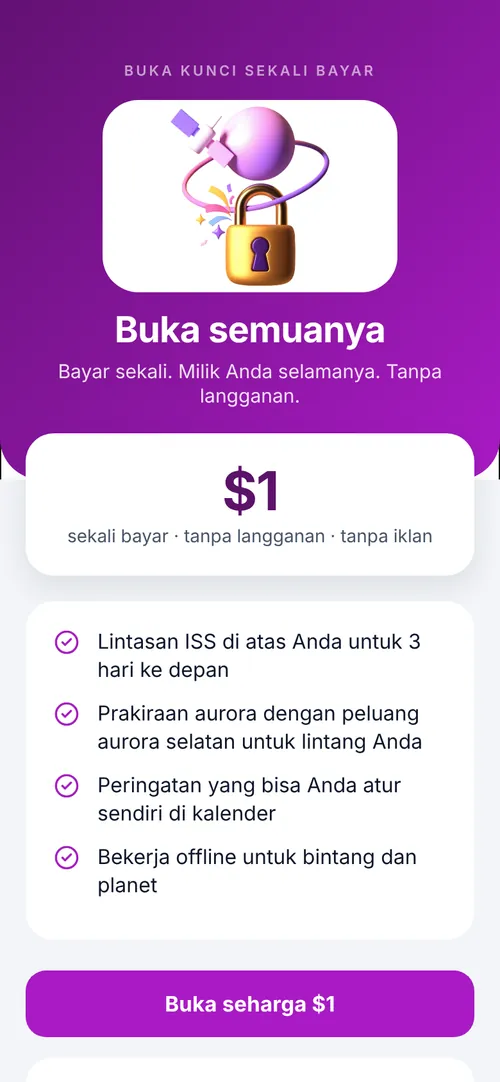 BUKA KUNCI SEKALI BAYAR
Buka semuanya
Bayar sekali. Milik Anda selamanya. Tanpa
langganan.
$1
sekali bayar · tanpa langganan · tanpa iklan
Lintasan ISS di atas Anda untuk 3
hari ke depan
Prakiraan aurora dengan peluang
aurora selatan untuk lintang Anda
Peringatan yang bisa Anda atur
sendiri di kalender
Bekerja offline untuk bintang dan
planet
Buka seharga $1